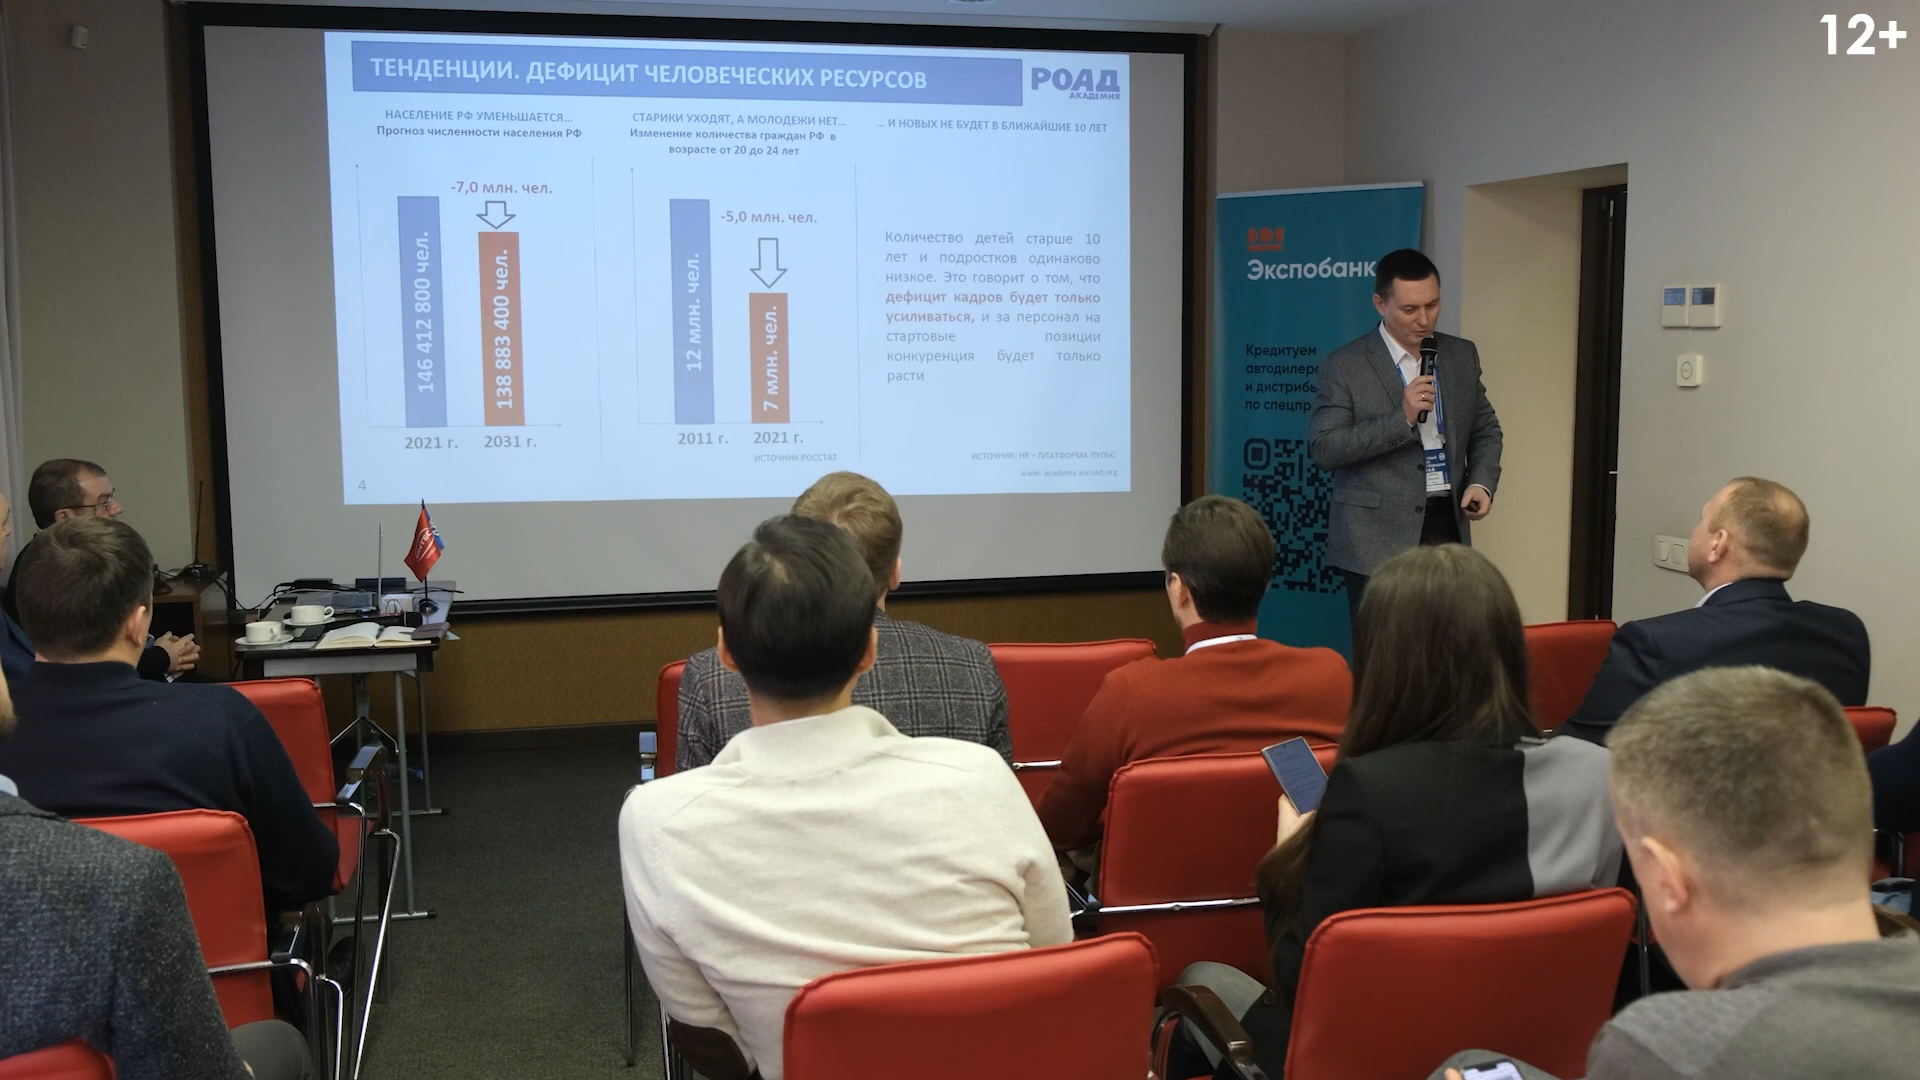 12+
ТЕНДЕНЦИИ. ДЕФИЦИТ ЧЕЛОВЕЧЕСКИХ РЕСУРСОВ
РОАД
АКАДЕМИЯ
НАСЕЛЕНИЕ РФ УМЕНЬШАЕТСЯ...
Прогноз численности населения РФ
-7,0 млн. чел.
146 412 800 чел.
138 883 400 чел.
2021 г.
2031 г.
СТАРИКИ УХОДЯТ, А МОЛОДЕЖИ НЕТ...
Изменение количества граждан РФ в
возрасте от 20 до 24 лет
-5,0 млн. чел.
12 млн. чел.
7 млн. чел.
2011 г.
2021 г.
ИСТОЧНИК:РОССТАТ
... И НОВЫХ НЕ БУДЕТ В БЛИЖАЙШИЕ 10 ЛЕТ
Количество детей старше 10
лет и подростков одинаково
низкое. Это говорит о том, что
дефицит кадров будет только
усиливаться, и за персонал на
стартовые позиции
конкуренция будет только
расти
ИСТОЧНИК: HR – ПЛАТФОРМА ПУЛЬС
www. academy.asroad.org
4
Экспобанк
Кредитуем
автодилеро
и дистрибь
по спецпр